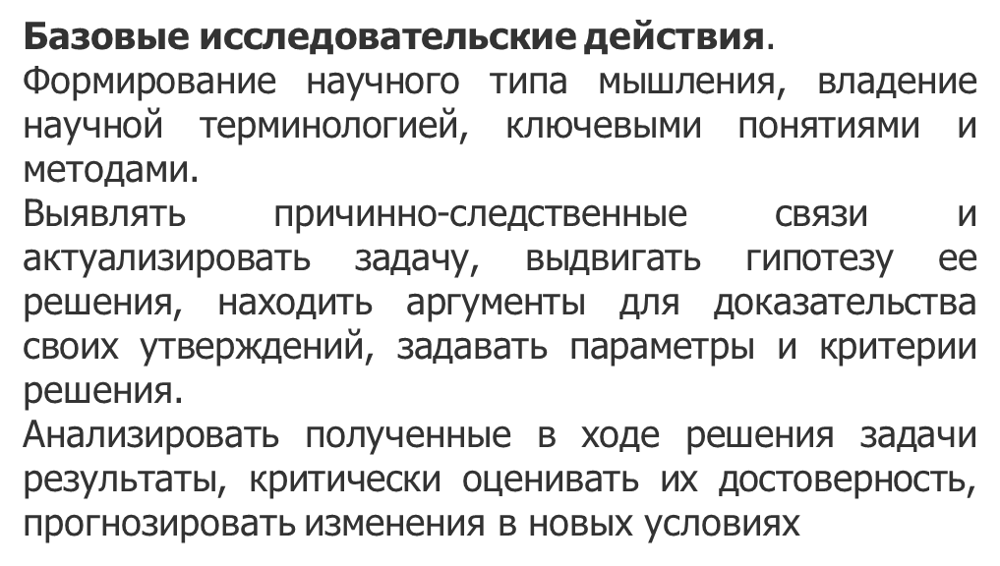 Базовые исследовательские действия.
Формирование научного типа мышления, владение
научной терминологией, ключевыми понятиями и
методами.
Выявлять причинно-следственные связи и
актуализировать задачу, выдвигать гипотезу ее
решения, находить аргументы для доказательства
своих утверждений, задавать параметры и критерии
решения.
Анализировать полученные в ходе решения задачи
результаты, критически оценивать их достоверность,
прогнозировать изменения в новых условиях